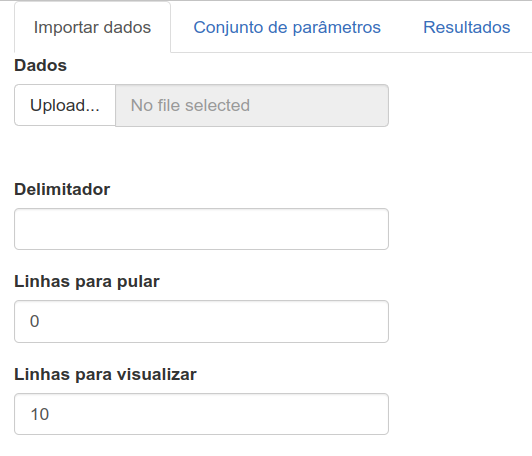 Importar dados Conjunto de parâmetros Resultados
Dados
Upload... No file selected
Delimitador
Linhas para pular
0
Linhas para visualizar
10